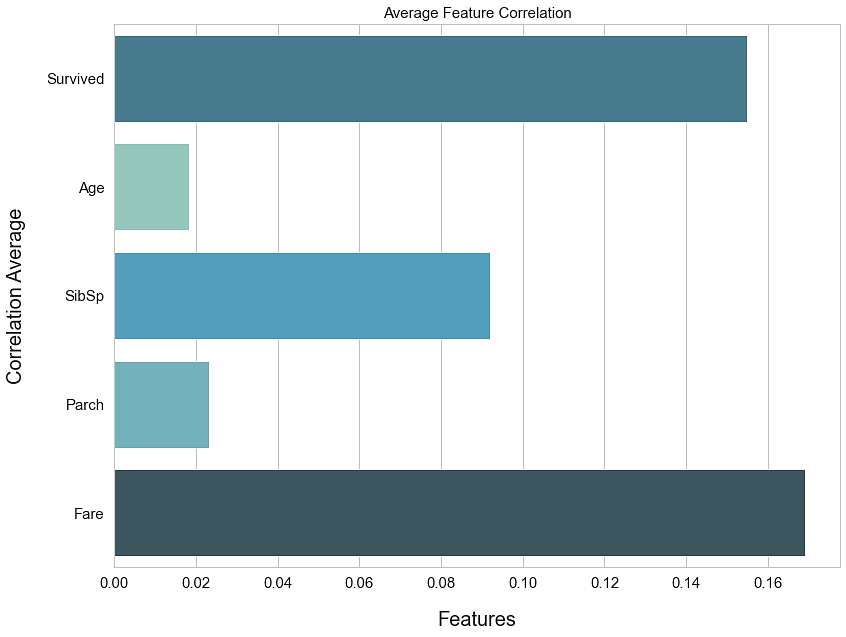 Average Feature Correlation
Survived
Age
SibSp
Parch
Fare
Correlation Average
0.00 0.02 0.04 0.06 0.08 0.10 0.12 0.14 0.16
Features